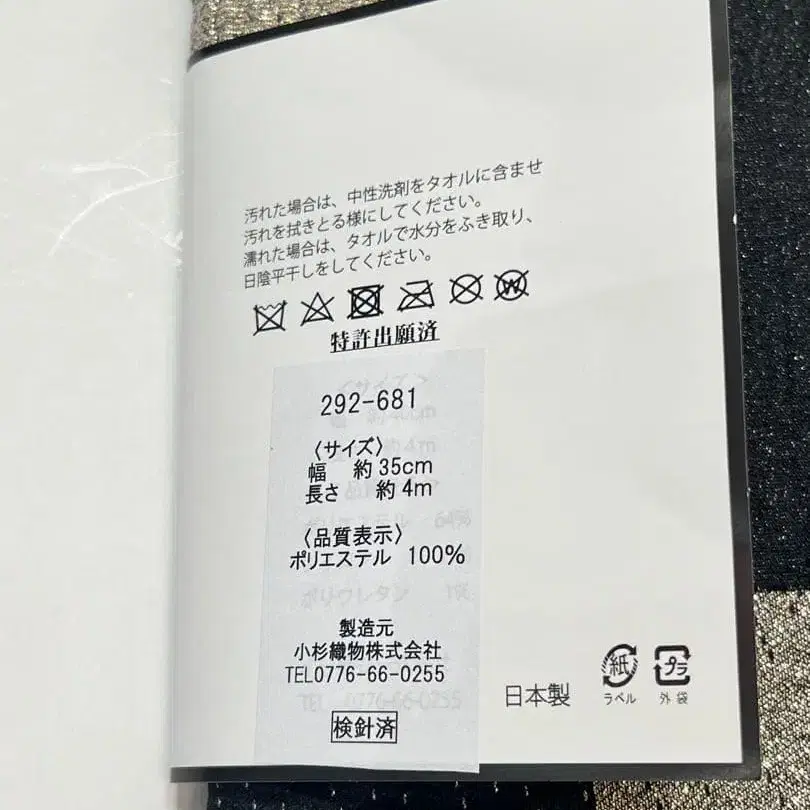 汚れた場合は、中性洗剤をタオルに含ませ
汚れを拭きとる様にしてください。
濡れた場合は、タオルで水分をふき取り、
日陰平干しをしてください。
W
特許出願済
292-681
〈サイズ〉
幅 約35cm
長さ 約4m
〈品質表示〉
ポリエステル 100%
製造元
小杉織物株式会社
TEL0776-66-0255
検針済
日本製
紙
ラベル
プラ
外袋